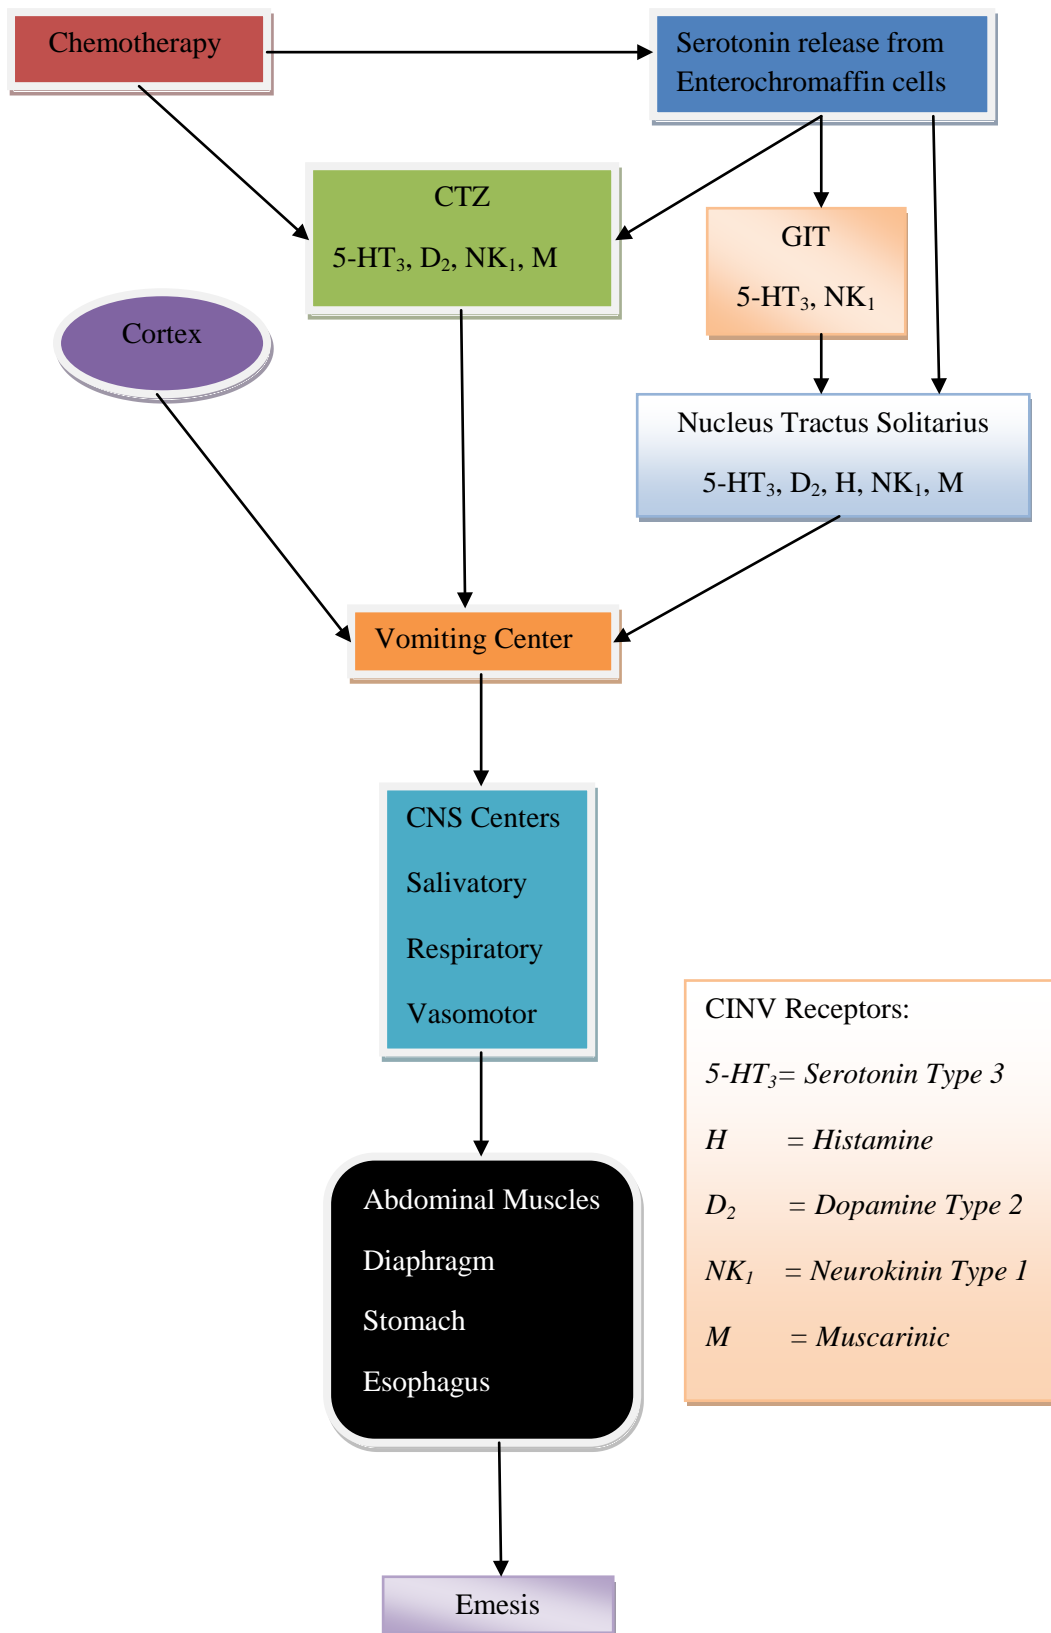 Chemotherapy
Serotonin release from
Enterochromaffin cells
CTZ
5-HT₃, D₂, NK₁, M
GIT
5-HT₃, NK₁
Cortex
Nucleus Tractus Solitarius
5-HT₃, D₂, H, NK₁, M
Vomiting Center
CNS Centers
Salivatory
Respiratory
Vasomotor
CINV Receptors:
5-HT₃= Serotonin Type 3
H = Histamine
D₂ = Dopamine Type 2
NK₁ = Neurokinin Type 1
M = Muscarinic
Abdominal Muscles
Diaphragm
Stomach
Esophagus
Emesis